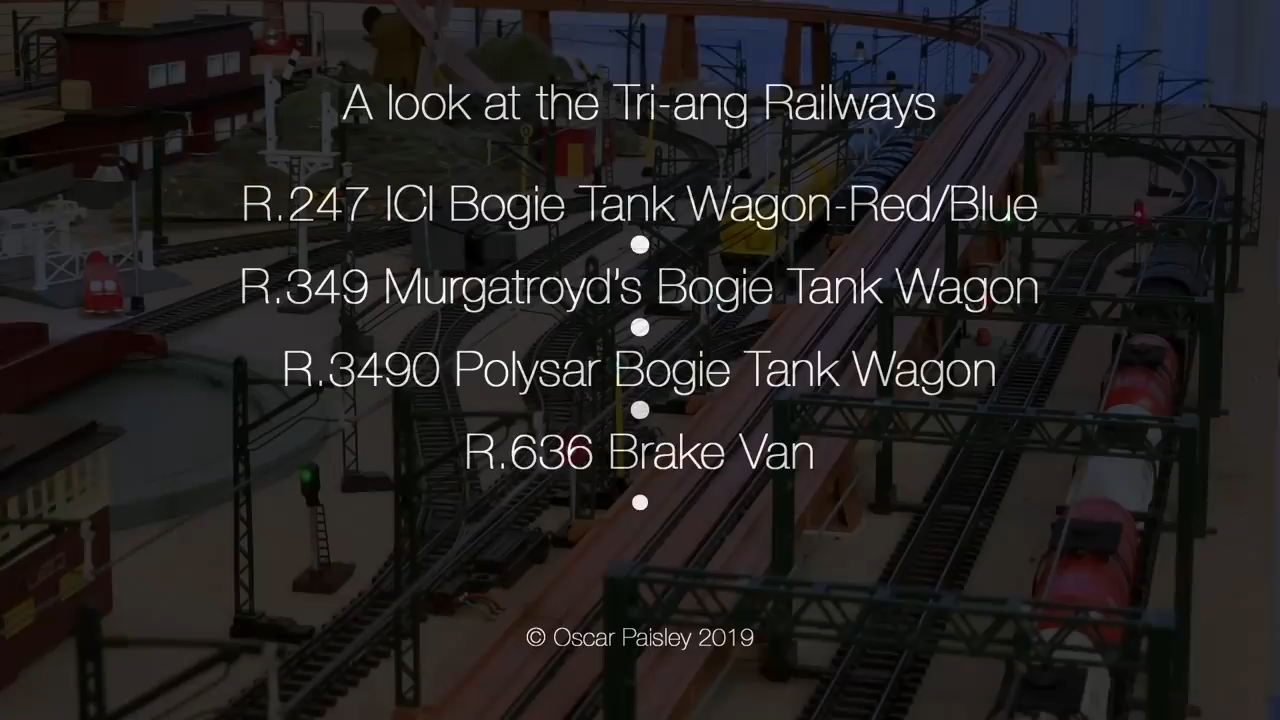 A look at the Tri-ang Railways
R.247 ICI Bogie Tank Wagon-Red/Blue
R.349 Murgatroyd's Bogie Tank Wagon
R.3490 Polysar Bogie Tank Wagon
R.636 Brake Van
© Oscar Paisley 2019